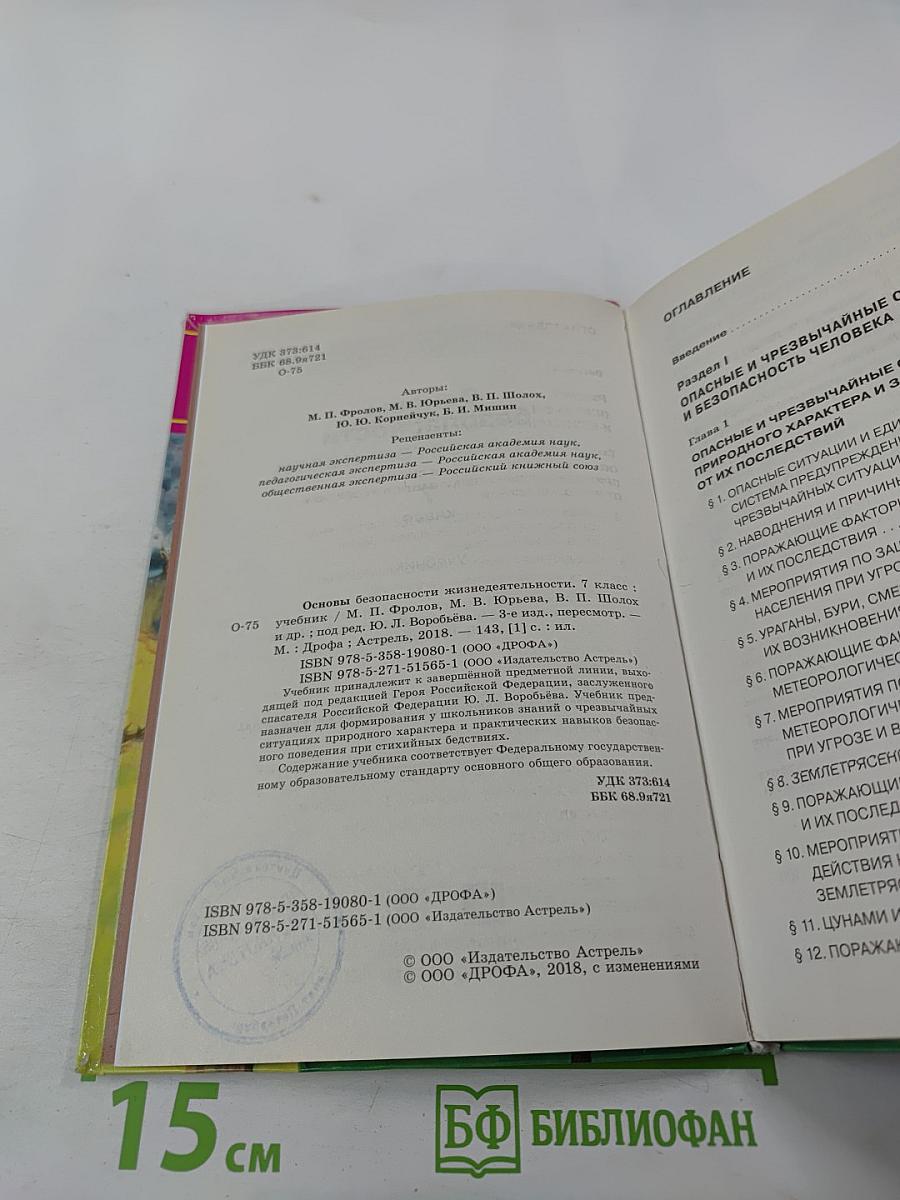 УДК 373:614
ББК 68.9я721
О-75
Авторы:
М. П. Фролов, М. В. Юрьева, В. П. Шолох,
Ю. Ю. Корнейчук, Б. И. Мишин
Рецензенты:
научная экспертиза — Российская академия наук,
педагогическая экспертиза — Российская академия наук,
общественная экспертиза — Российский книжный союз
Основы безопасности жизнедеятельности. 7 класс :
О-75 учебник / М. П. Фролов, М. В. Юрьева, В. П. Шолох
и др. ; под ред. Ю. Л. Воробьёва. — 3-е изд., пересмотр. —
М. : Дрофа ; Астрель, 2018. — 143, [1] с. : ил.
ISBN 978-5-358-19080-1 (ООО «ДРОФА»)
ISBN 978-5-271-51565-1 (ООО «Издательство Астрель»)
Учебник принадлежит к завершённой предметной линии, выхо-
дящей под редакцией Героя Российской Федерации, заслуженного
спасателя Российской Федерации Ю. Л. Воробьёва. Учебник пред-
назначен для формирования у школьников знаний о чрезвычайных
ситуациях природного характера и практических навыков безопас-
ного поведения при стихийных бедствиях.
Содержание учебника соответствует Федеральному государствен-
ному образовательному стандарту основного общего образования.
УДК 373:614
ББК 68.9я721
ISBN 978-5-358-19080-1 (ООО «ДРОФА»)
ISBN 978-5-271-51565-1 (ООО «Издательство Астрель»)
© ООО «Издательство Астрель»
© ООО «ДРОФА», 2018, с изменениями
ОГЛАВЛЕНИЕ
Введение
Раздел I
ОПАСНЫЕ И ЧРЕЗВЫЧАЙНЫЕ С
И БЕЗОПАСНОСТЬ ЧЕЛОВЕКА
Глава 1
ОПАСНЫЕ И ЧРЕЗВЫЧАЙНЫЕ С
ПРИРОДНОГО ХАРАКТЕРА И З
ОТ ИХ ПОСЛЕДСТВИЙ
§ 1. ОПАСНЫЕ СИТУАЦИИ И ЕДИ
СИСТЕМА ПРЕДУПРЕЖДЕНИ
ЧРЕЗВЫЧАЙНЫХ СИТУАЦИ
§ 2. НАВОДНЕНИЯ И ПРИЧИНЫ
§ 3. ПОРАЖАЮЩИЕ ФАКТОРЫ
И ИХ ПОСЛЕДСТВИЯ
§ 4. МЕРОПРИЯТИЯ ПО ЗАЩ
НАСЕЛЕНИЯ ПРИ УГРО
§ 5. УРАГАНЫ, БУРИ, СМЕ
ИХ ВОЗНИКНОВЕНИЯ
§ 6. ПОРАЖАЮЩИЕ ФАК
МЕТЕОРОЛОГИЧЕС
§ 7. МЕРОПРИЯТИЯ ПО
МЕТЕОРОЛОГИЧЕ
ПРИ УГРОЗЕ И В
§ 8. ЗЕМЛЕТРЯСЕН
§ 9. ПОРАЖАЮЩИ
И ИХ ПОСЛЕД
§ 10. МЕРОПРИЯТИ
ДЕЙСТВИЯ Н
ЗЕМЛЕТРЯС
§ 11. ЦУНАМИ И
§ 12. ПОРАЖАЮ
15 см
БФ БИБЛИОФАН